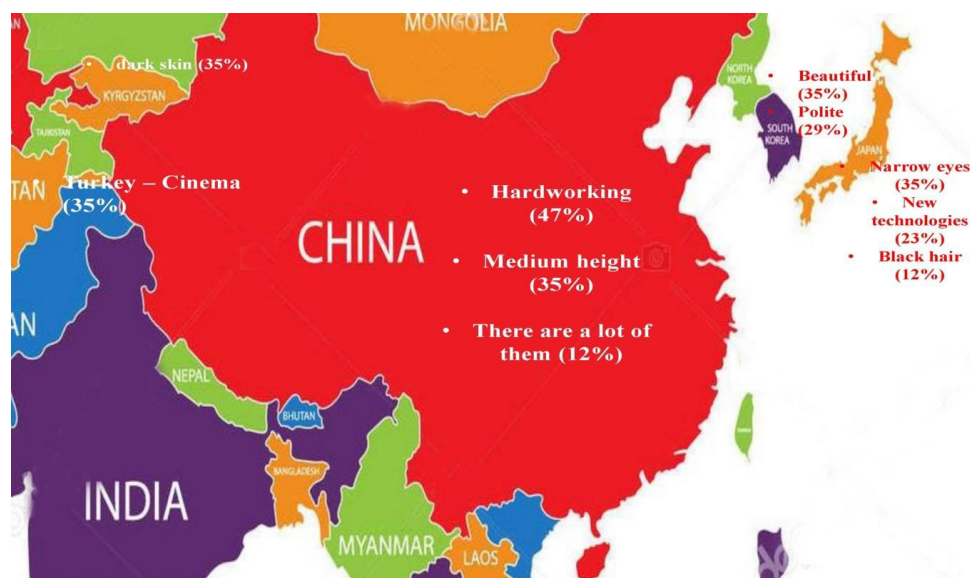 MONGOLIA
• dark skin (35%)
KYRGYZSTAN
TAJIKISTAN
TAN
• Turkey – Cinema
(35%)
AN
CHINA
• Hardworking
(47%)
• Medium height
(35%)
• There are a lot of
them (12%)
NORTH
KOREA
SOUTH
KOREA
JAPAN
• Beautiful
(35%)
• Polite
(29%)
• Narrow eyes
(35%)
• New
technologies
(23%)
• Black hair
(12%)
NEPAL
BHUTAN
BANGLADESH
INDIA
MYANMAR
LAOS